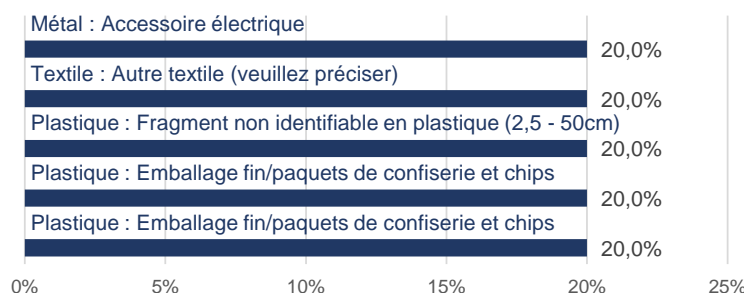 Métal : Accessoire électrique
20,0%
Textile : Autre textile (veuillez préciser)
20,0%
Plastique : Fragment non identifiable en plastique (2,5 - 50cm)
20,0%
Plastique : Emballage fin/paquets de confiserie et chips
20,0%
Plastique : Emballage fin/paquets de confiserie et chips
20,0%
0% 5% 10% 15% 20% 25%